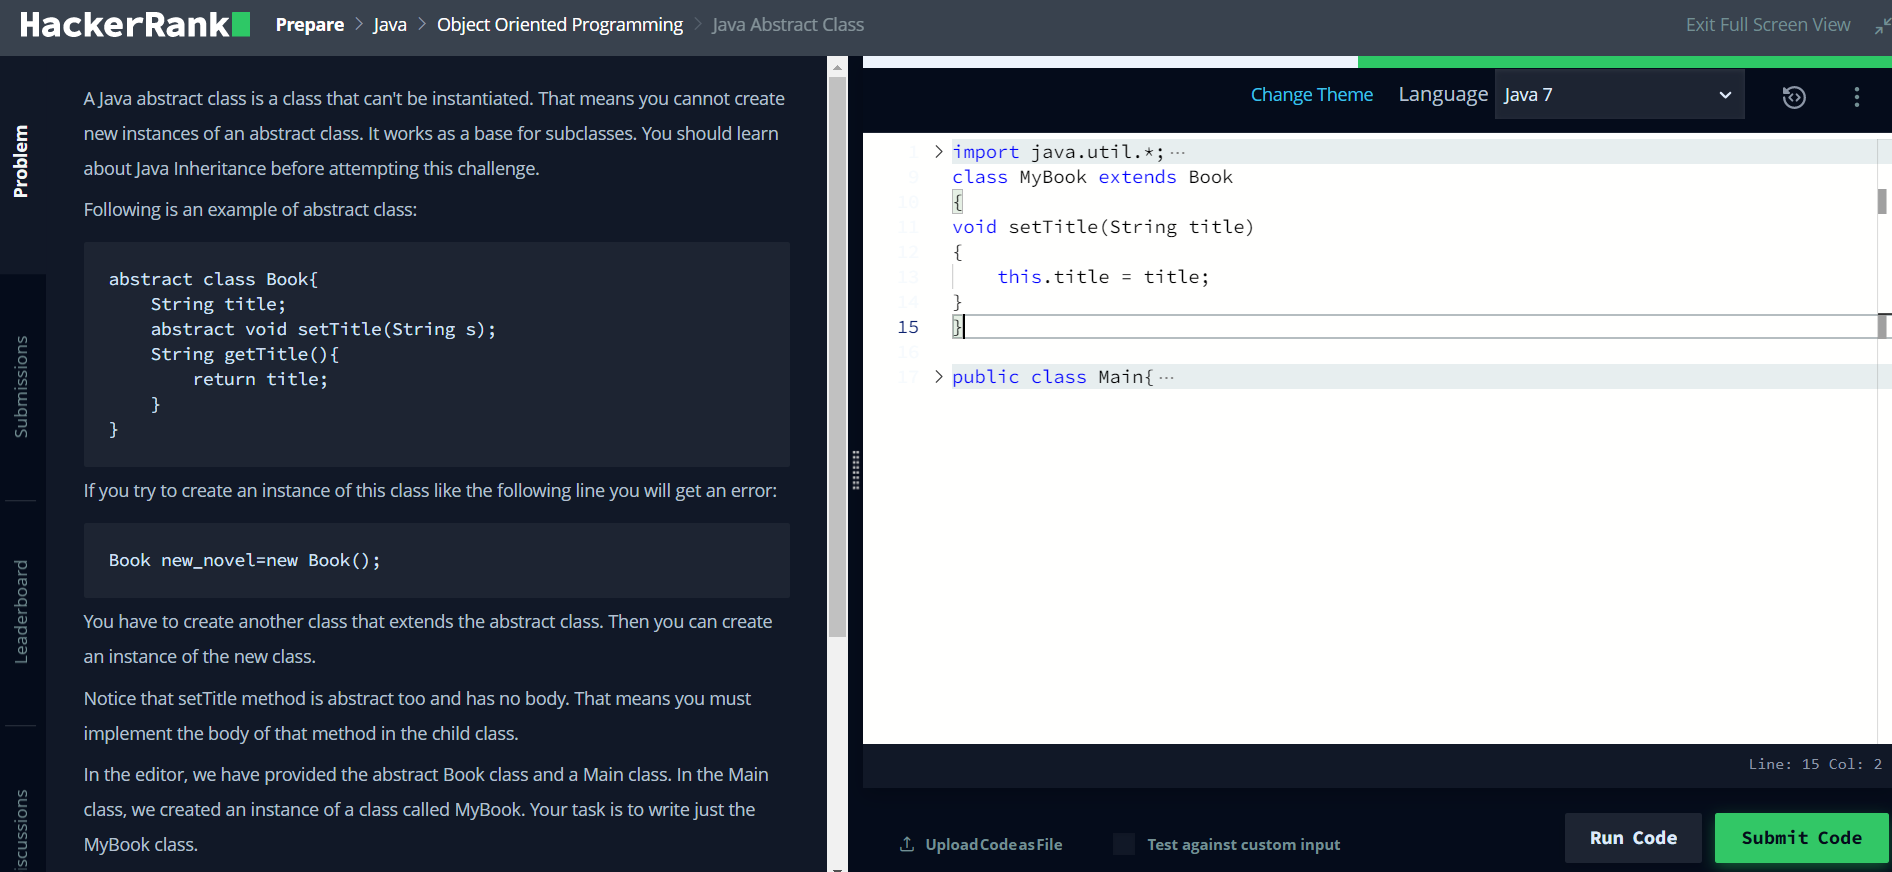 HackerRank Prepare > Java > Object Oriented Programming > Java Abstract Class Exit Full Screen View
Problem
Submissions
Leaderboard
iscussions
A Java abstract class is a class that can't be instantiated. That means you cannot create
new instances of an abstract class. It works as a base for subclasses. You should learn
about Java Inheritance before attempting this challenge.
Following is an example of abstract class:
abstract class Book{
    String title;
    abstract void setTitle(String s);
    String getTitle(){
        return title;
    }
}
If you try to create an instance of this class like the following line you will get an error:
Book new_novel=new Book();
You have to create another class that extends the abstract class. Then you can create
an instance of the new class.
Notice that setTitle method is abstract too and has no body. That means you must
implement the body of that method in the child class.
In the editor, we have provided the abstract Book class and a Main class. In the Main
class, we created an instance of a class called MyBook. Your task is to write just the
MyBook class.
Change Theme Language Java 7
1 > import java.util.*; ···
9 class MyBook extends Book
10 {
11 void setTitle(String title)
12 {
13     this.title = title;
14 }
15 }
16
17 > public class Main{ ···
Line: 15 Col: 2
Upload Code as File Test against custom input Run Code Submit Code